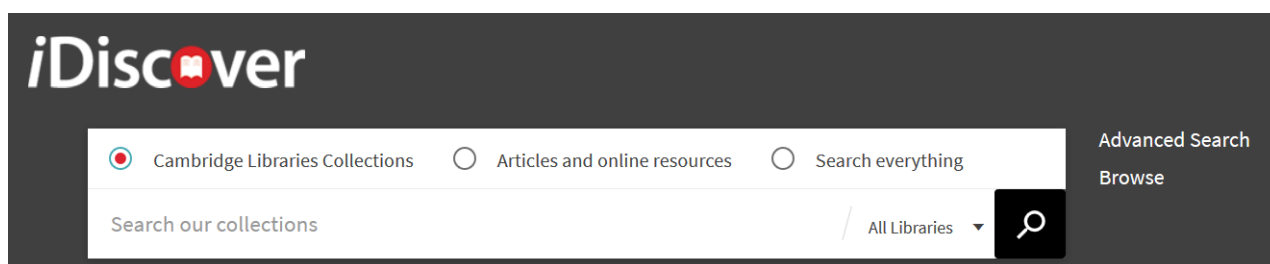 iDiscover
Cambridge Libraries Collections Articles and online resources Search everything
Advanced Search
Browse
Search our collections All Libraries